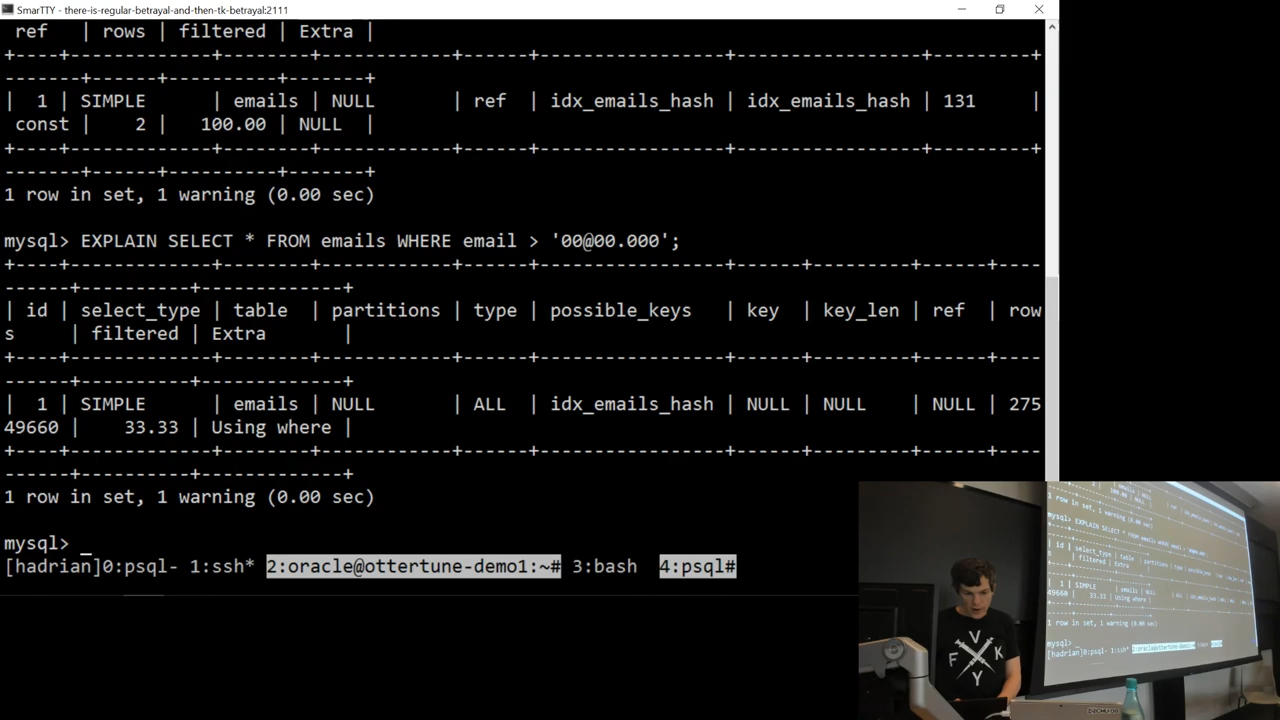 SmarTTY - there-is-regular-betrayal-and-then-tk-betrayal:2111
 ref    | rows | filtered | Extra |
+----+-------------+--------+------------+------+-----------------+-----------------+---------+
-------+------+----------+-------+
|  1 | SIMPLE      | emails | NULL       | ref  | idx_emails_hash | idx_emails_hash | 131     |
 const |    2 |   100.00 | NULL  |
+----+-------------+--------+------------+------+-----------------+-----------------+---------+
-------+------+----------+-------+
1 row in set, 1 warning (0.00 sec)
mysql> EXPLAIN SELECT * FROM emails WHERE email > '00@00.000';
+----+-------------+--------+------------+------+-----------------+------+---------+------+----
------+----------+-------------+
| id | select_type | table  | partitions | type | possible_keys   | key  | key_len | ref  | row
s     | filtered | Extra       |
+----+-------------+--------+------------+------+-----------------+------+---------+------+----
------+----------+-------------+
|  1 | SIMPLE      | emails | NULL       | ALL  | idx_emails_hash | NULL | NULL    | NULL | 275
49660 |    33.33 | Using where |
+----+-------------+--------+------------+------+-----------------+------+---------+------+----
------+----------+-------------+
1 row in set, 1 warning (0.00 sec)
mysql> _
[hadrian]0:psql- 1:ssh* 2:oracle@ottertune-demo1:~# 3:bash  4:psql#
V
F K
Y